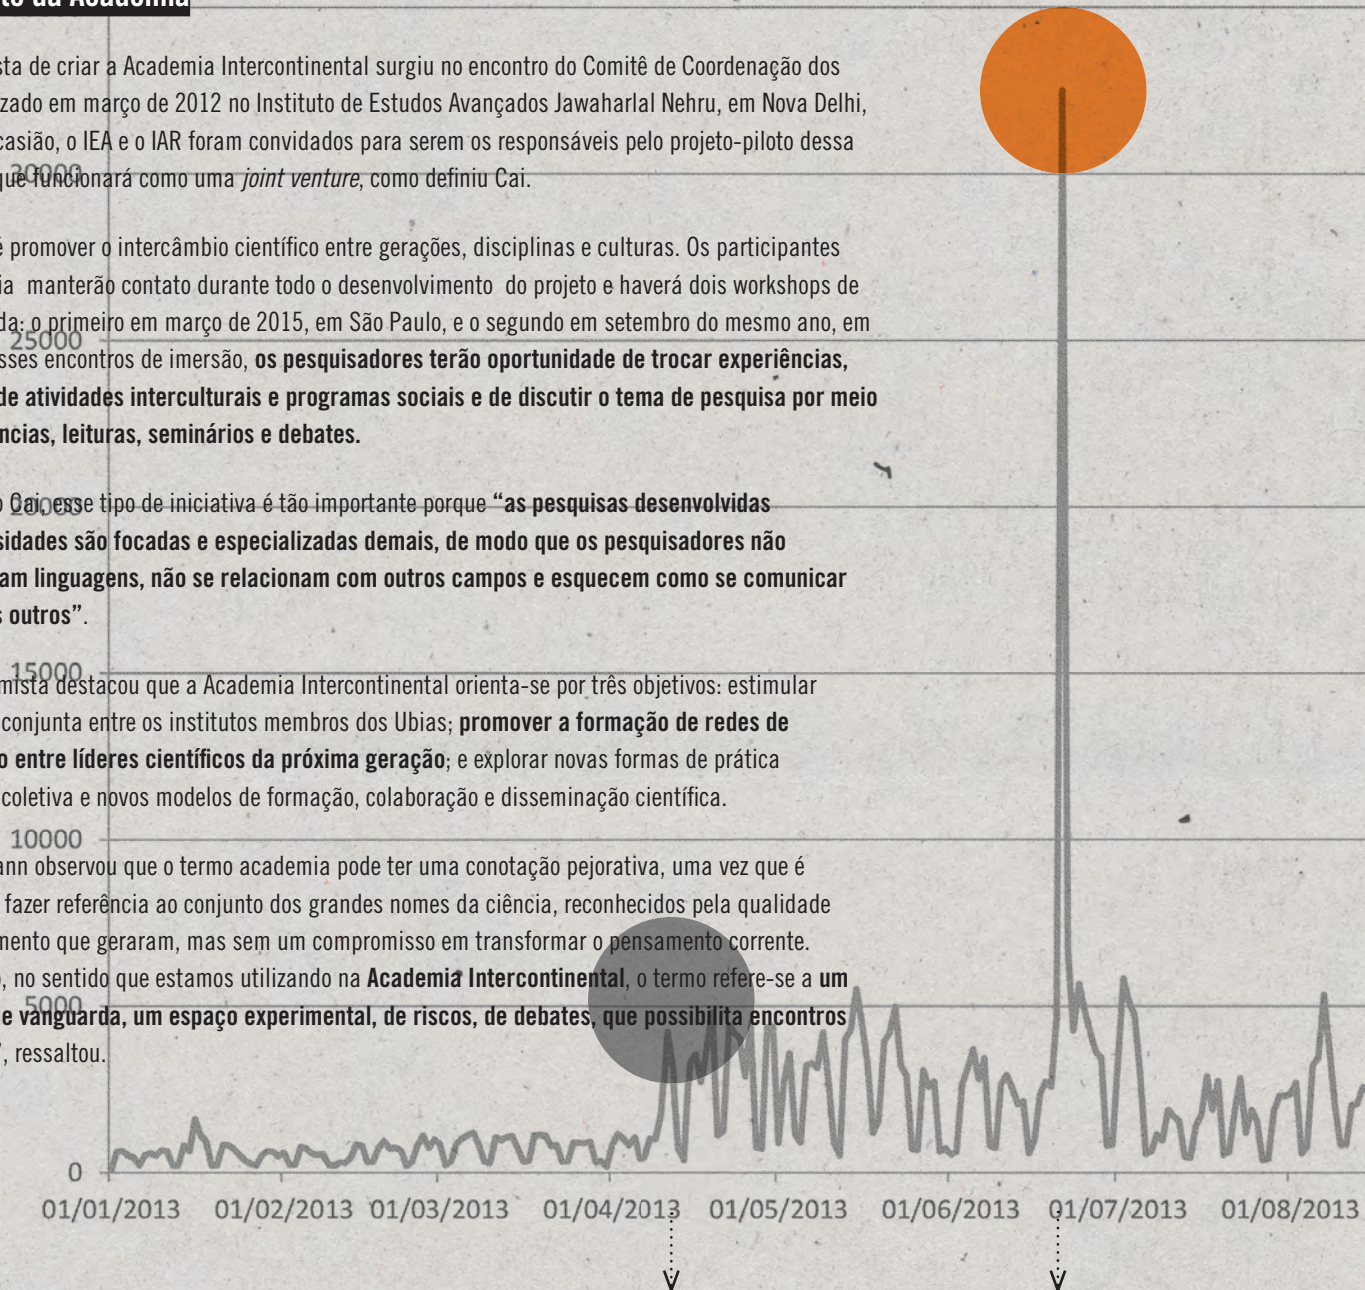 to da Academia
sta de criar a Academia Intercontinental surgiu no encontro do Comitê de Coordenação dos
zado em março de 2012 no Instituto de Estudos Avançados Jawaharlal Nehru, em Nova Delhi,
casião, o IEA e o IAR foram convidados para serem os responsáveis pelo projeto-piloto dessa
que funcionará como uma joint venture, como definiu Cai.
é promover o intercâmbio científico entre gerações, disciplinas e culturas. Os participantes
ia manterão contato durante todo o desenvolvimento do projeto e haverá dois workshops de
da: o primeiro em março de 2015, em São Paulo, e o segundo em setembro do mesmo ano, em
sses encontros de imersão, os pesquisadores terão oportunidade de trocar experiências,
de atividades interculturais e programas sociais e de discutir o tema de pesquisa por meio
ncias, leituras, seminários e debates.
o Cai, esse tipo de iniciativa é tão importante porque “as pesquisas desenvolvidas
sidades são focadas e especializadas demais, de modo que os pesquisadores não
am linguagens, não se relacionam com outros campos e esquecem como se comunicar
s outros”.
mista destacou que a Academia Intercontinental orienta-se por três objetivos: estimular
conjunta entre os institutos membros dos Ubias; promover a formação de redes de
o entre líderes científicos da próxima geração; e explorar novas formas de prática
coletiva e novos modelos de formação, colaboração e disseminação científica.
ann observou que o termo academia pode ter uma conotação pejorativa, uma vez que é
fazer referência ao conjunto dos grandes nomes da ciência, reconhecidos pela qualidade
mento que geraram, mas sem um compromisso em transformar o pensamento corrente.
, no sentido que estamos utilizando na Academia Intercontinental, o termo refere-se a um
e vanguarda, um espaço experimental, de riscos, de debates, que possibilita encontros
”, ressaltou.
30000
25000
20000
15000
10000
5000
0
01/01/2013 01/02/2013 01/03/2013 01/04/2013 01/05/2013 01/06/2013 01/07/2013 01/08/2013